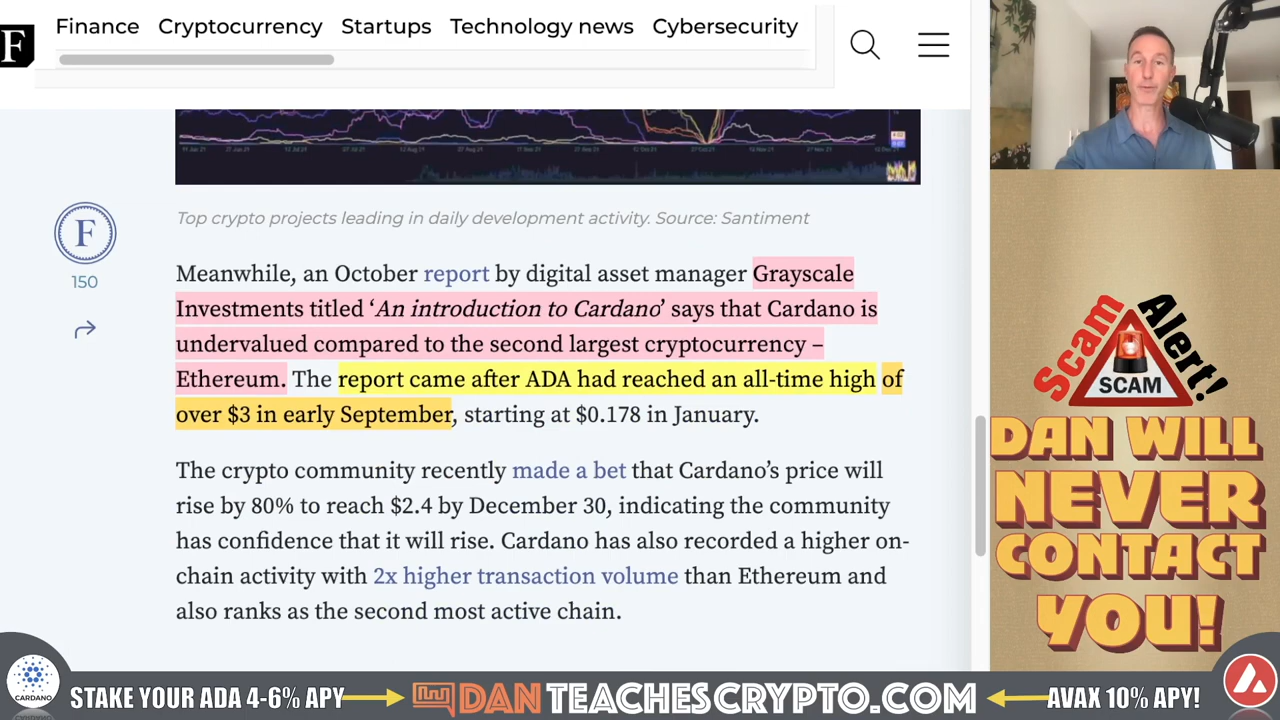 F
Finance Cryptocurrency Startups Technology news Cybersecurity
Top crypto projects leading in daily development activity. Source: Santiment
F
150
Meanwhile, an October report by digital asset manager Grayscale
Investments titled ‘An introduction to Cardano’ says that Cardano is
undervalued compared to the second largest cryptocurrency –
Ethereum. The report came after ADA had reached an all-time high of
over $3 in early September, starting at $0.178 in January.
The crypto community recently made a bet that Cardano’s price will
rise by 80% to reach $2.4 by December 30, indicating the community
has confidence that it will rise. Cardano has also recorded a higher on-
chain activity with 2x higher transaction volume than Ethereum and
also ranks as the second most active chain.
Scam Alert!
SCAM
DAN WILL
NEVER
CONTACT
YOU!
CARDANO
STAKE YOUR ADA 4-6% APY
DANTEACHESCRYPTO.COM
AVAX 10% APY!